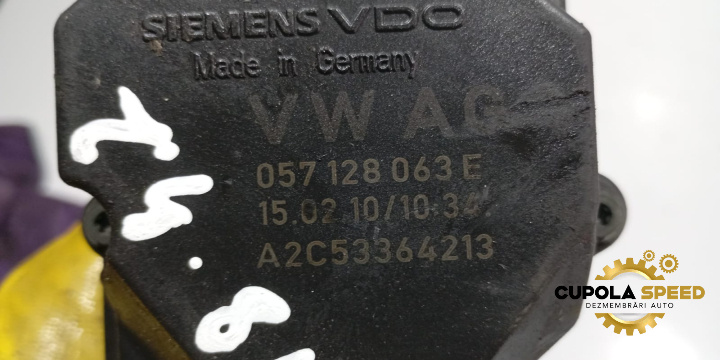 SIEMENS VDO
Made in Germany
VW AG
057 128 063 E
15.02.10/10:34
A2C53364213
CUPOLA SPEED
DEZMEMBRĂRI AUTO